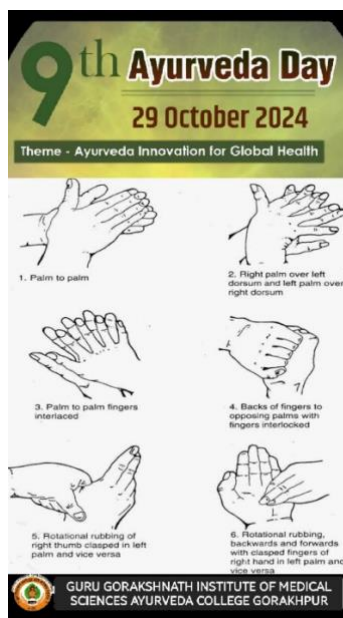 9th Ayurveda Day
29 October 2024
Theme - Ayurveda Innovation for Global Health
1. Palm to palm
2. Right palm over left
dorsum and left palm over
right dorsum
3. Palm to palm fingers
interlaced
4. Backs of fingers to
opposing palms with
fingers interlocked
5. Rotational rubbing of
right thumb clasped in left
palm and vice versa
6. Rotational rubbing,
backwards and forwards
with clasped fingers of
right hand in left palm and
vice versa
GURU GORAKSHNATH INSTITUTE OF MEDICAL
SCIENCES AYURVEDA COLLEGE GORAKHPUR